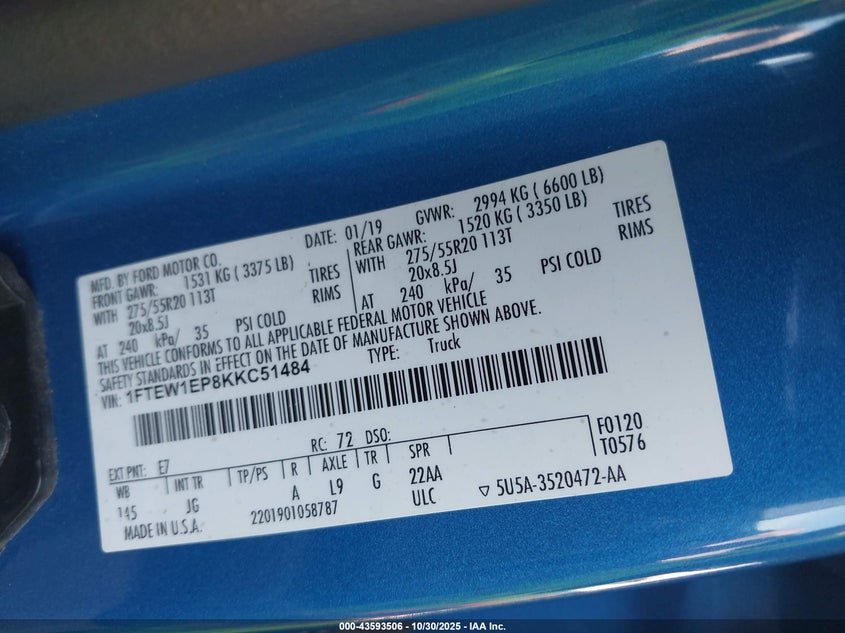 MFD. BY FORD MOTOR CO. DATE: 01/19 GVWR: 2994 KG ( 6600 LB)
FRONT GAWR: 1531 KG ( 3375 LB) REAR GAWR: 1520 KG ( 3350 LB)
WITH 275/55R20 113T TIRES WITH 275/55R20 113T TIRES
20x8.5J RIMS 20x8.5J RIMS
AT 240 kPa/ 35 PSI COLD AT 240 kPa/ 35 PSI COLD
THIS VEHICLE CONFORMS TO ALL APPLICABLE FEDERAL MOTOR VEHICLE
SAFETY STANDARDS IN EFFECT ON THE DATE OF MANUFACTURE SHOWN ABOVE.
VIN: 1FTEW1EP8KKC51484 TYPE: Truck
EXT PNT: E7 RC: 72 DSO: F0120
WB INT TR TP/PS R AXLE TR SPR T0576
145 JG A L9 G 22AA
MADE IN U.S.A. 2201901058787 ULC ▽ 5U5A-3520472-AA
000-43593506 - 10/30/2025 - IAA Inc.